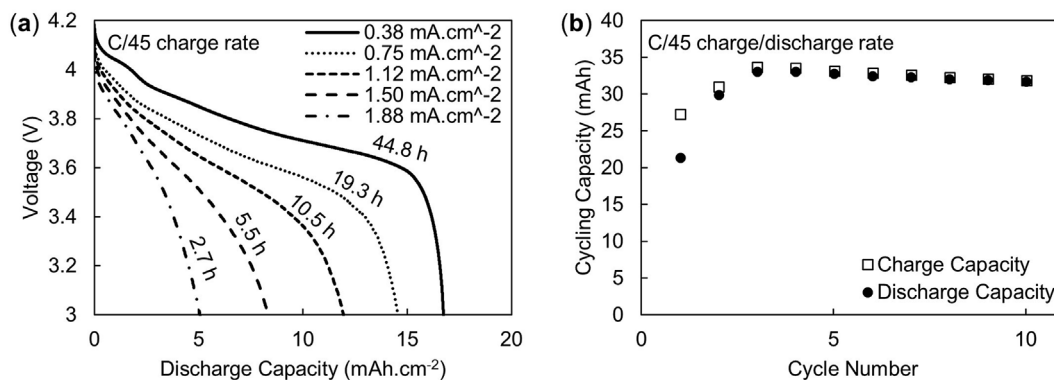 (a)
4.2
4
3.8
3.6
3.4
3.2
3
Voltage (V)
C/45 charge rate
0.38 mA.cm^-2
0.75 mA.cm^-2
1.12 mA.cm^-2
1.50 mA.cm^-2
1.88 mA.cm^-2
44.8 h
19.3 h
10.5 h
5.5 h
2.7 h
0 5 10 15 20
Discharge Capacity (mAh.cm-2)
(b)
40
35
30
25
20
15
10
5
0
Cycling Capacity (mAh)
C/45 charge/discharge rate
Charge Capacity
Discharge Capacity
0 5 10
Cycle Number